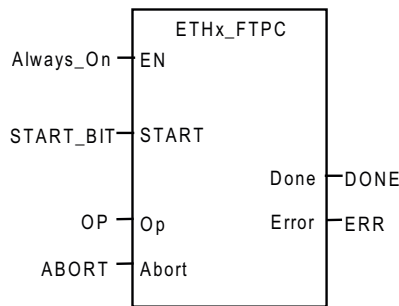 ETHx_FTPC
Always_On EN
START_BIT START
Done DONE
OP Op Error ERR
ABORT Abort